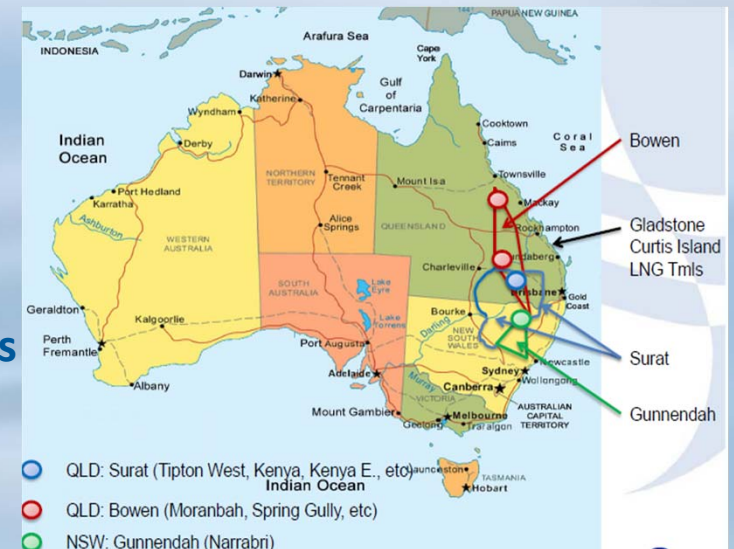 PAPUA NEW GUINEA
Arafura Sea
INDONESIA
Cape
York
Darwin
Gulf
of
Carpentaria
Katherine
Wyndham
Cooktown
Coral
Sea
Indian
Ocean
Derby
Cairns
Bowen
NORTHERN
TERRITORY
Tennant
Creek
Mount Isa
Townsville
Port Hedland
Karratha
Mackay
Ashburton
Alice
Springs
QUEENSLAND
Rockhampton
Gladstone
Curtis Island
LNG Tmls
WESTERN
AUSTRALIA
Charleville
ndaberg
SOUTH
AUSTRALIA
Lake
Eyre
Brisbane
Gold
Coast
Geraldton
Kalgoorlie
Lake
Torrens
Bourke
Darling
NEW
SOUTH
WALES
s
Perth
Fremantle
Port Augusta
Newcastle
Surat
Adelaide
Sydney
Wollongong
Albany
Murray
Canberra
AUSTRALIAN
CAPITAL
TERRITORY
Gunnendah
Mount Gambier
VICTORIA
Melbourne
Geelong
Traralgon
QLD: Surat (Tipton West, Kenya, Kenya E., etc)
Launceston
TASMANIA
Indian Ocean
Hobart
QLD: Bowen (Moranbah, Spring Gully, etc)
NSW: Gunnendah (Narrabri)